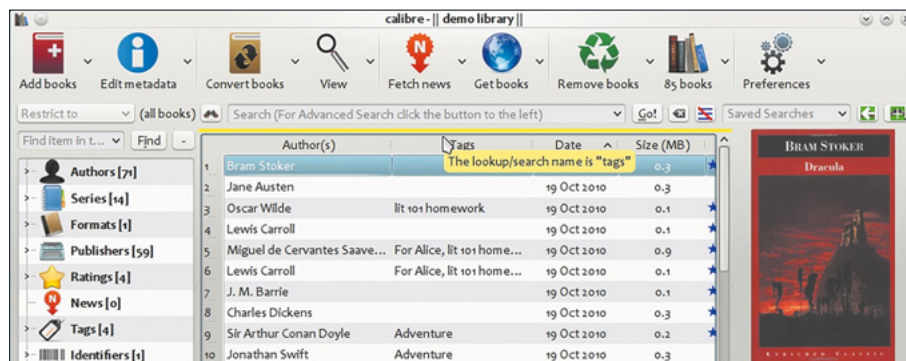 calibre - || demo library ||
Add books Edit metadata Convert books View Fetch news Get books Remove books 85 books Preferences
Restrict to (all books) Search (For Advanced Search click the button to the left) Go! Saved Searches
Find item in t... Find -
Author(s) Tags Date Size (MB)
The lookup/search name is "tags"
1 Bram Stoker 0.3
2 Jane Austen 19 Oct 2010 0.3
3 Oscar Wilde lit 101 homework 19 Oct 2010 0.1
4 Lewis Carroll 19 Oct 2010 0.1
5 Miguel de Cervantes Saave... For Alice, lit 101 home... 19 Oct 2010 0.9
6 Lewis Carroll For Alice, lit 101 home... 19 Oct 2010 0.1
7 J. M. Barrie 19 Oct 2010 0.1
8 Charles Dickens 19 Oct 2010 0.3
9 Sir Arthur Conan Doyle Adventure 19 Oct 2010 0.2
10 Jonathan Swift Adventure 19 Oct 2010 0.3
Authors [71]
Series [14]
Formats [1]
Publishers [59]
Ratings [4]
News [0]
Tags [4]
Identifiers [1]
BRAM STOKER
Dracula
ENRICHED CLASSIC